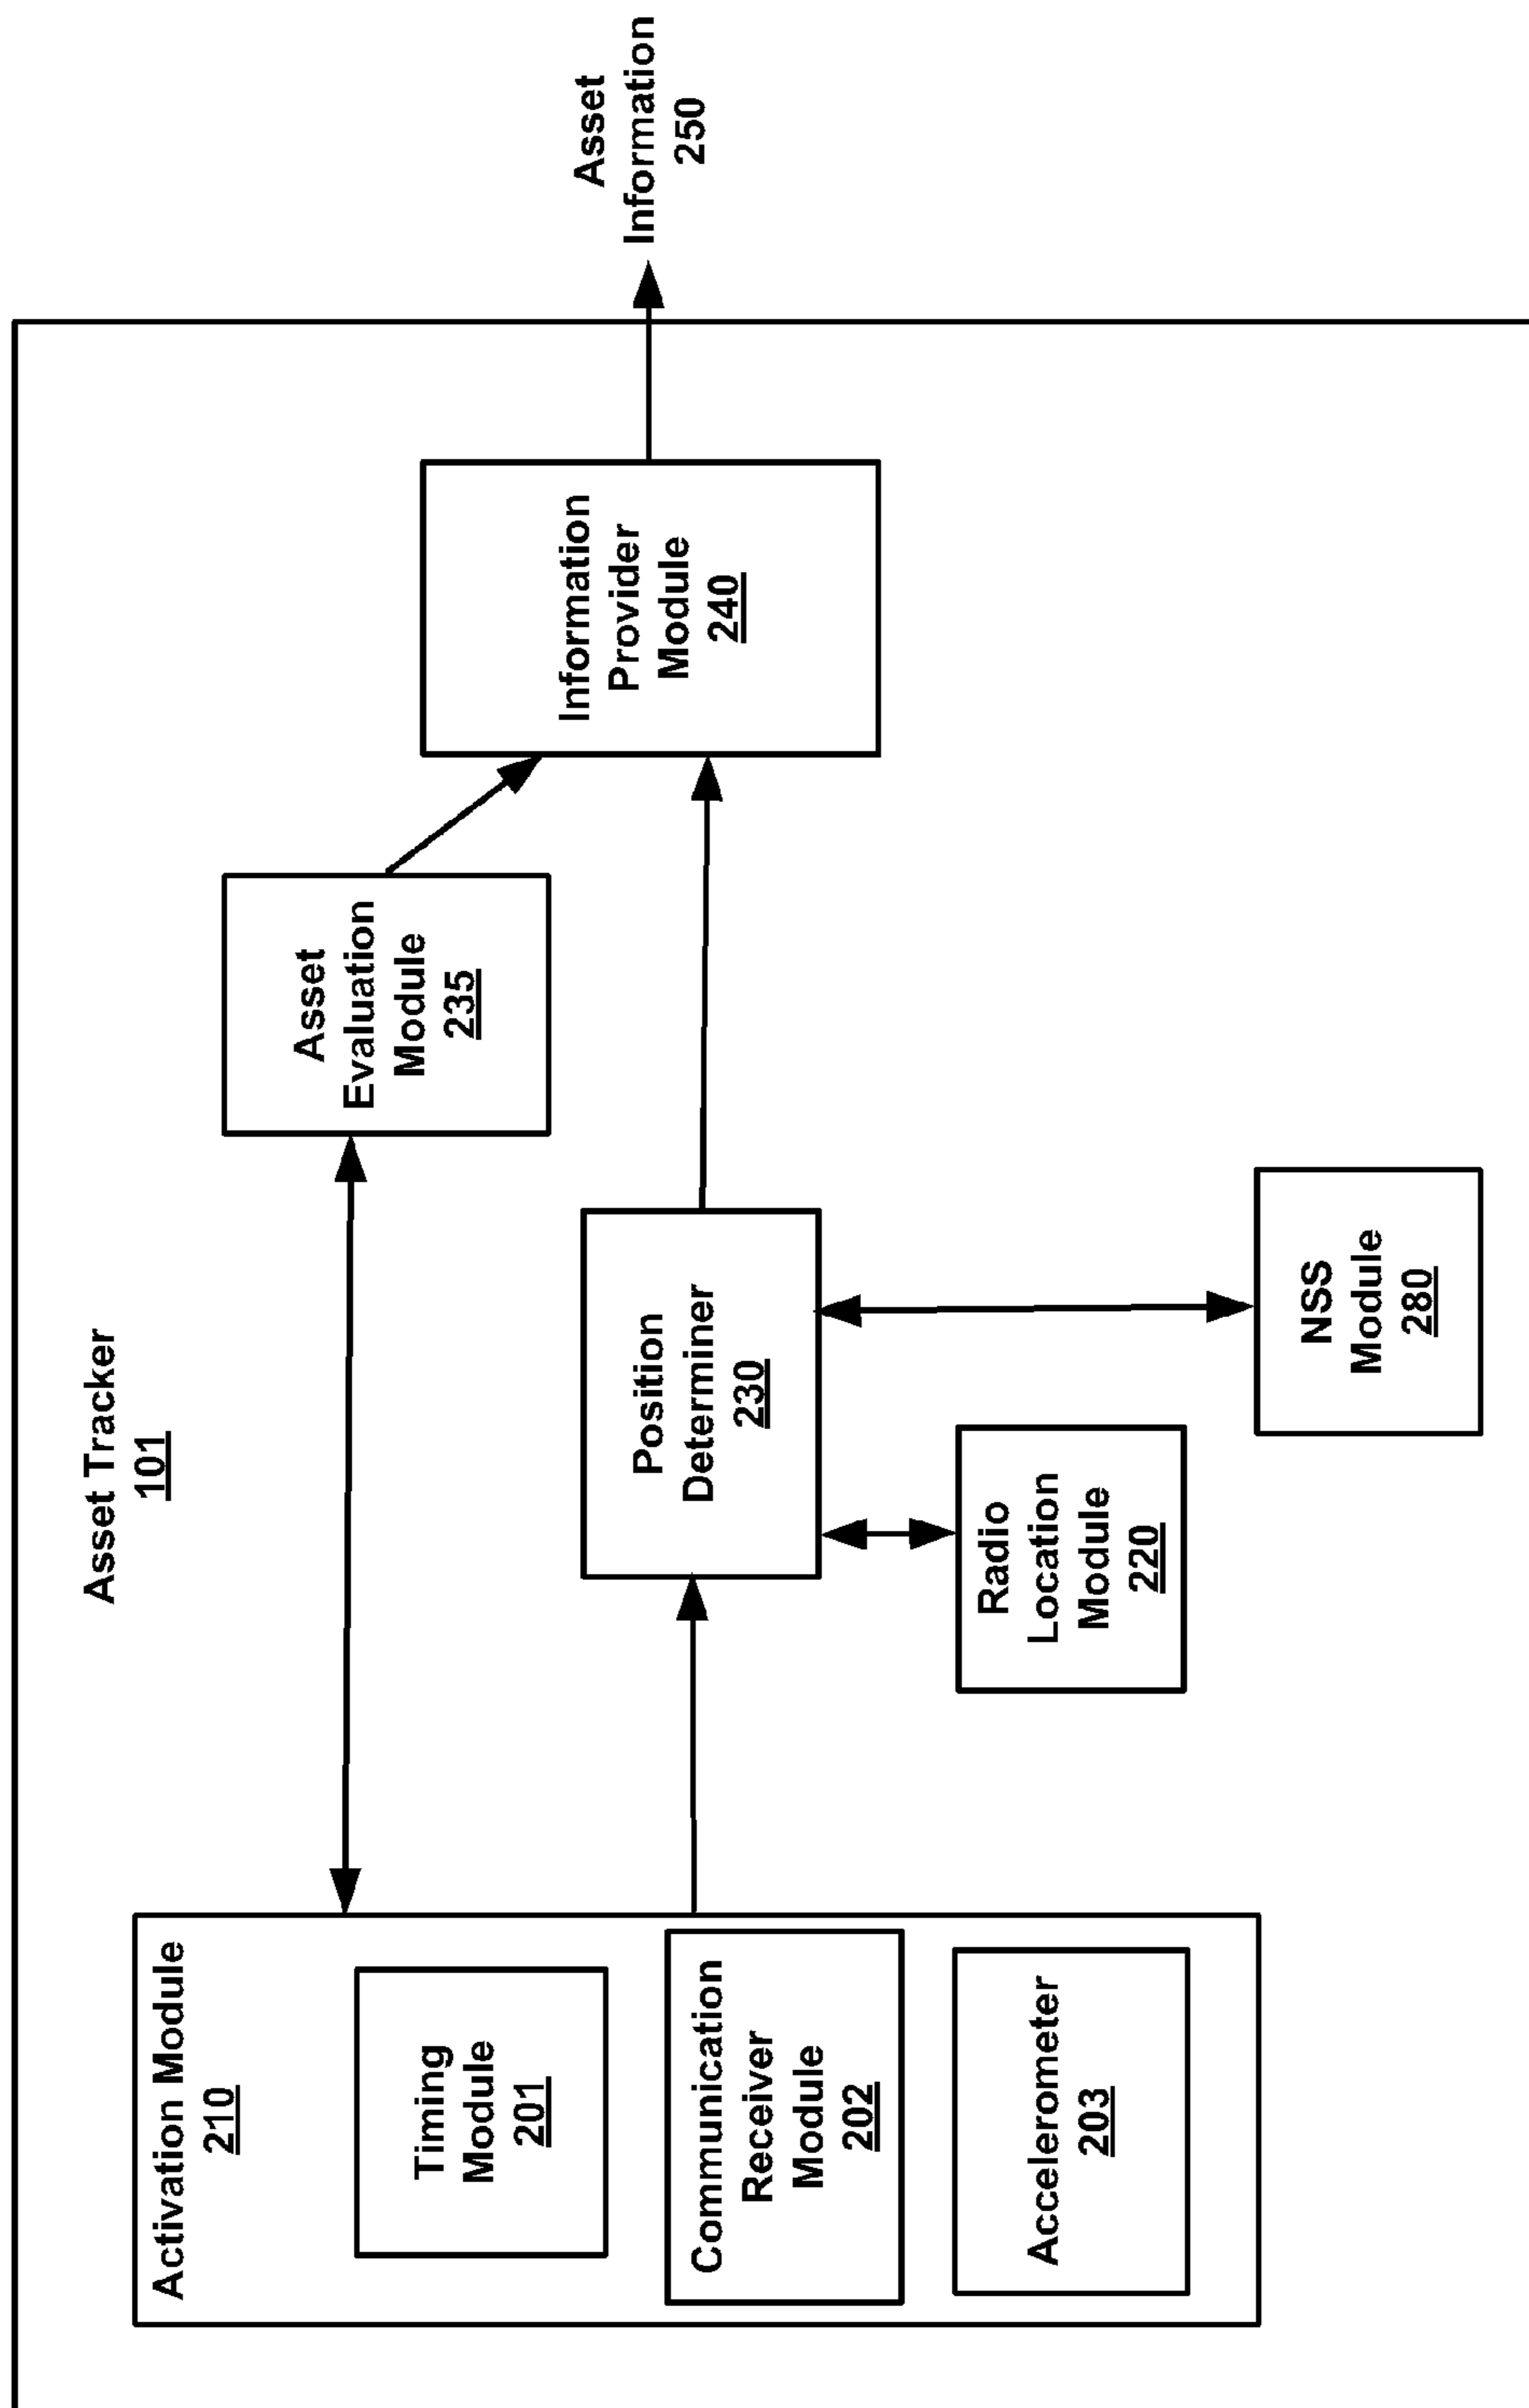 Asset Tracker
101
Activation Module
210
Timing
Module
201
Communication
Receiver
Module
202
Accelerometer
203
Position
Determiner
230
Radio
Location
Module
220
NSS
Module
280
Asset
Evaluation
Module
235
Information
Provider
Module
240
Asset
Information
250